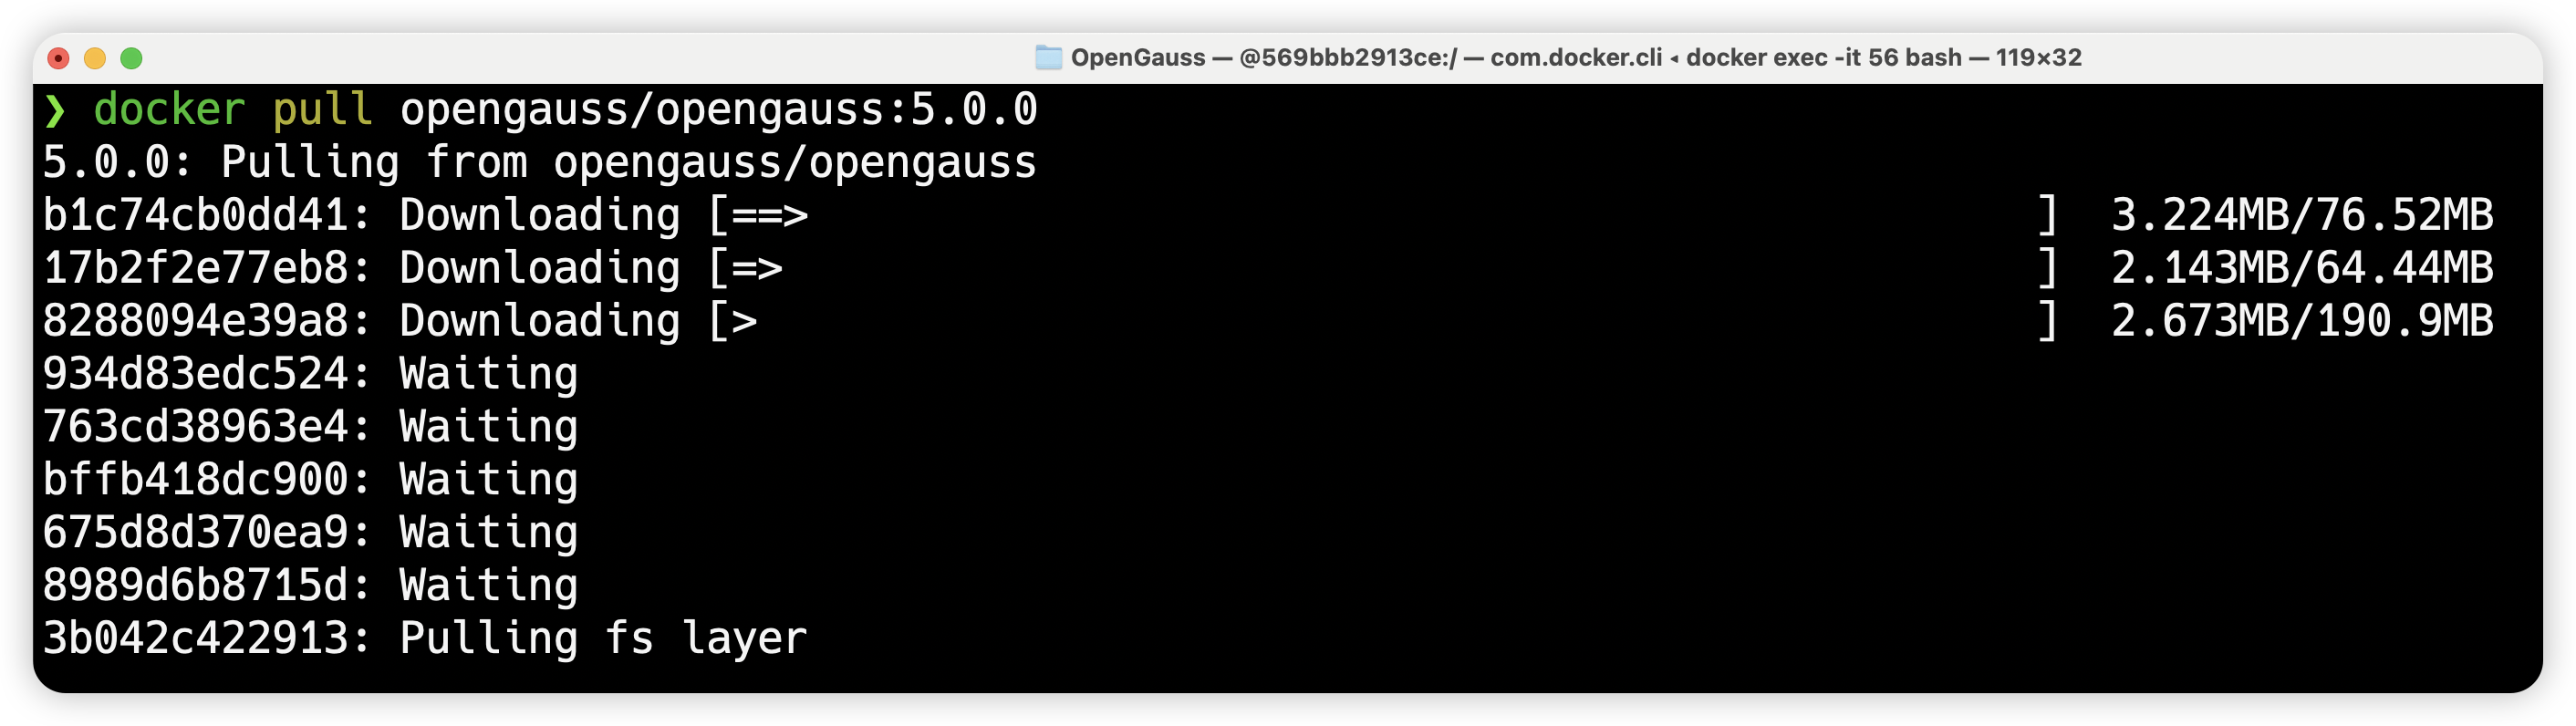 OpenGauss — @569bbb2913ce:/ — com.docker.cli ◂ docker exec -it 56 bash — 119×32
❯ docker pull opengauss/opengauss:5.0.0
5.0.0: Pulling from opengauss/opengauss
b1c74cb0dd41: Downloading [==> ] 3.224MB/76.52MB
17b2f2e77eb8: Downloading [=> ] 2.143MB/64.44MB
8288094e39a8: Downloading [> ] 2.673MB/190.9MB
934d83edc524: Waiting
763cd38963e4: Waiting
bffb418dc900: Waiting
675d8d370ea9: Waiting
8989d6b8715d: Waiting
3b042c422913: Pulling fs layer